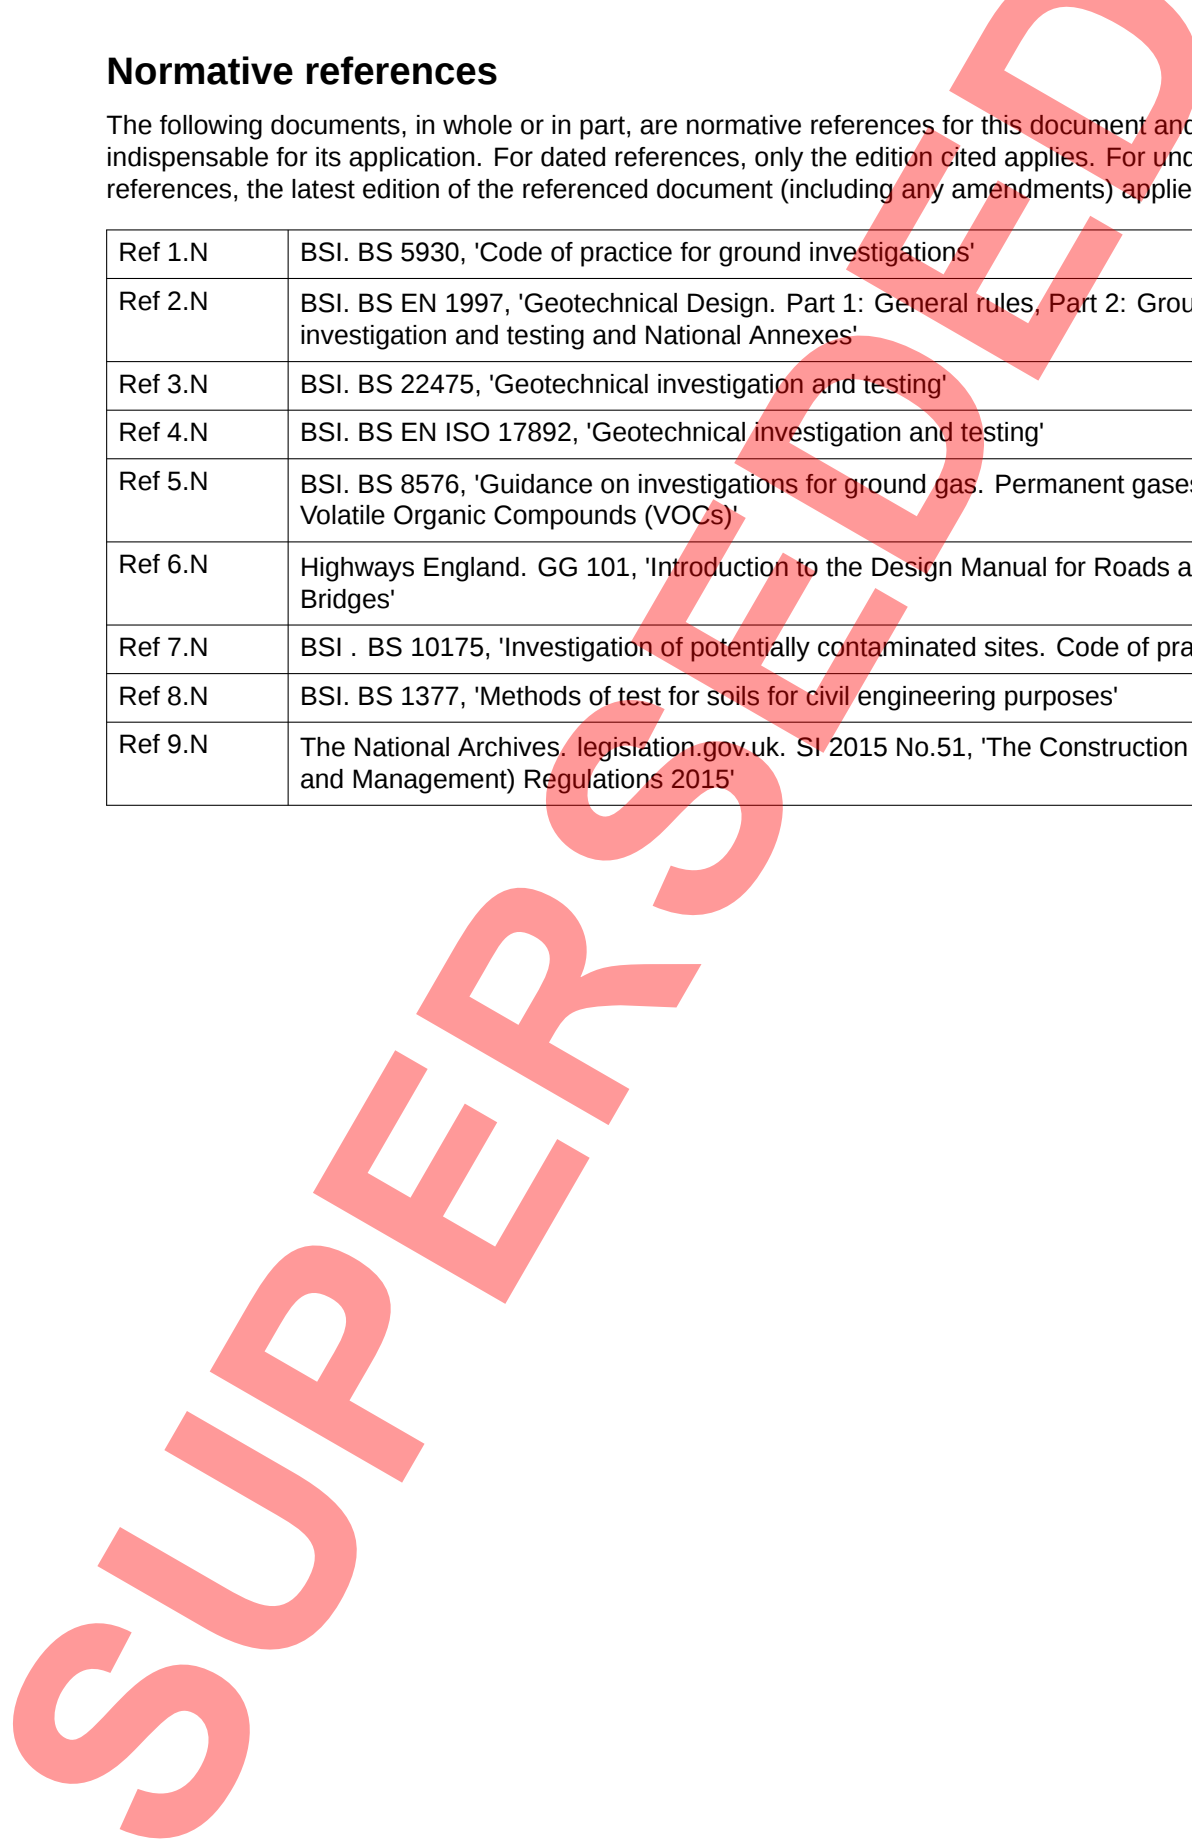 Normative references
The following documents, in whole or in part, are normative references for this document and
indispensable for its application. For dated references, only the edition cited applies. For und
references, the latest edition of the referenced document (including any amendments) applie
Ref 1.N BSI. BS 5930, 'Code of practice for ground investigations'
Ref 2.N BSI. BS EN 1997, 'Geotechnical Design. Part 1: General rules, Part 2: Grou
investigation and testing and National Annexes'
Ref 3.N BSI. BS 22475, 'Geotechnical investigation and testing'
Ref 4.N BSI. BS EN ISO 17892, 'Geotechnical investigation and testing'
Ref 5.N BSI. BS 8576, 'Guidance on investigations for ground gas. Permanent gases
Volatile Organic Compounds (VOCs)'
Ref 6.N Highways England. GG 101, 'Introduction to the Design Manual for Roads a
Bridges'
Ref 7.N BSI . BS 10175, 'Investigation of potentially contaminated sites. Code of pra
Ref 8.N BSI. BS 1377, 'Methods of test for soils for civil engineering purposes'
Ref 9.N The National Archives. legislation.gov.uk. SI 2015 No.51, 'The Construction
and Management) Regulations 2015'
SUPERSEDED